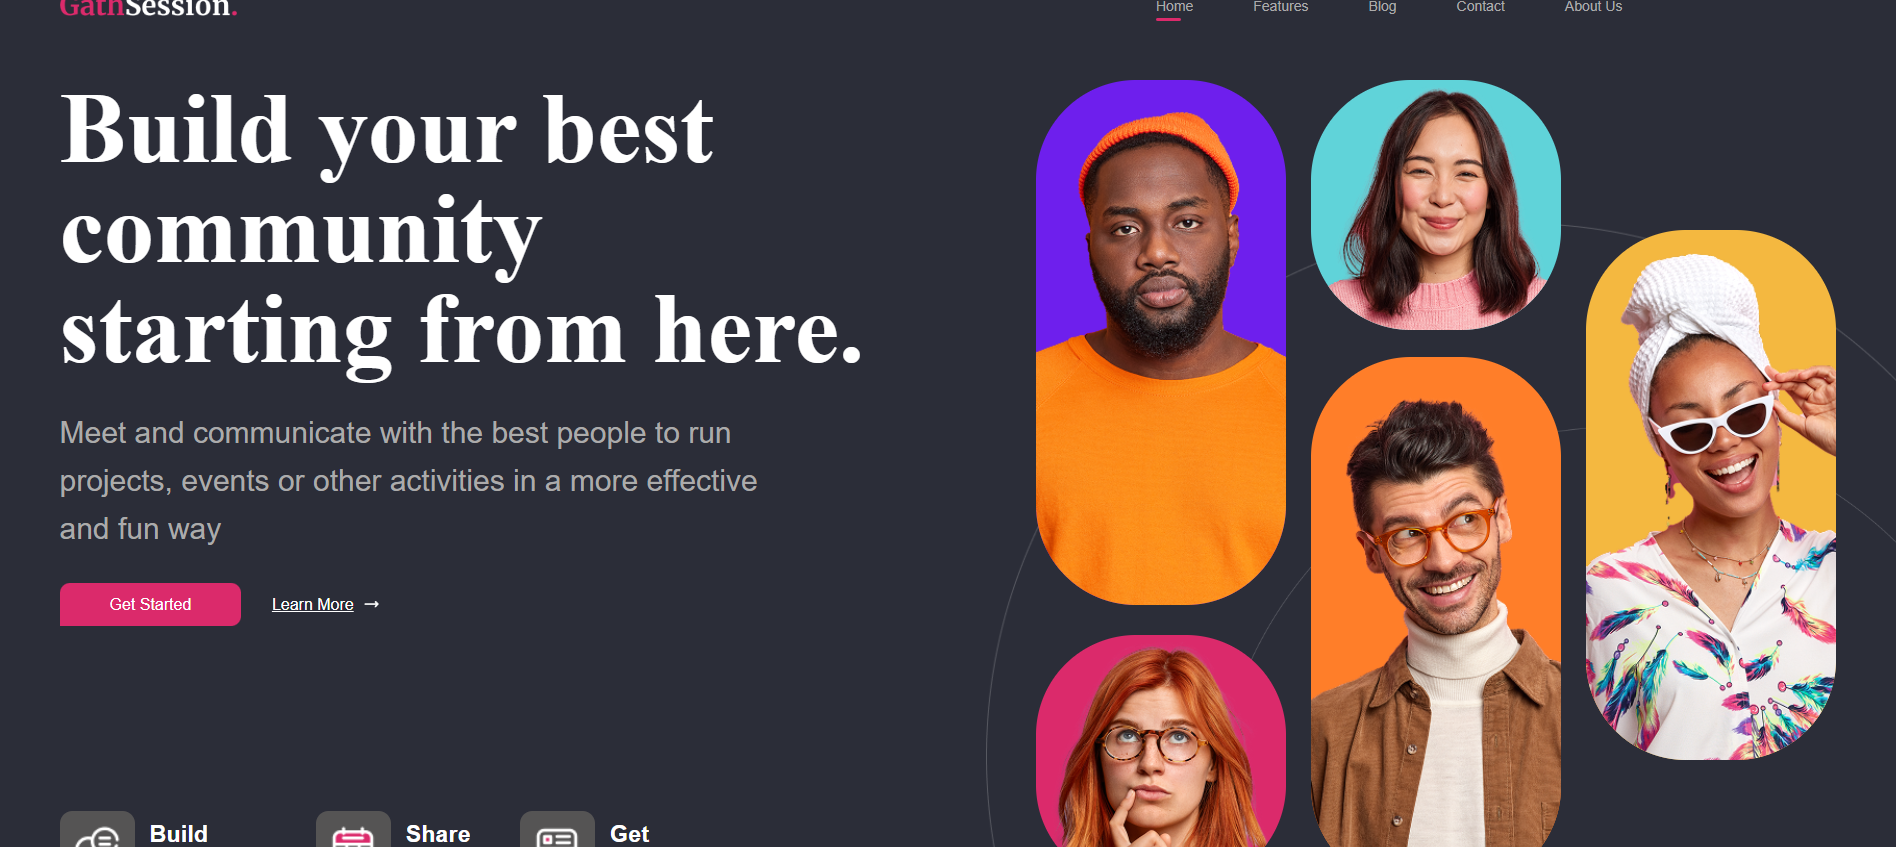 GathSession.
Home Features Blog Contact About Us
Build your best
community
starting from here.
Meet and communicate with the best people to run
projects, events or other activities in a more effective
and fun way
Get Started Learn More →
Build Share Get